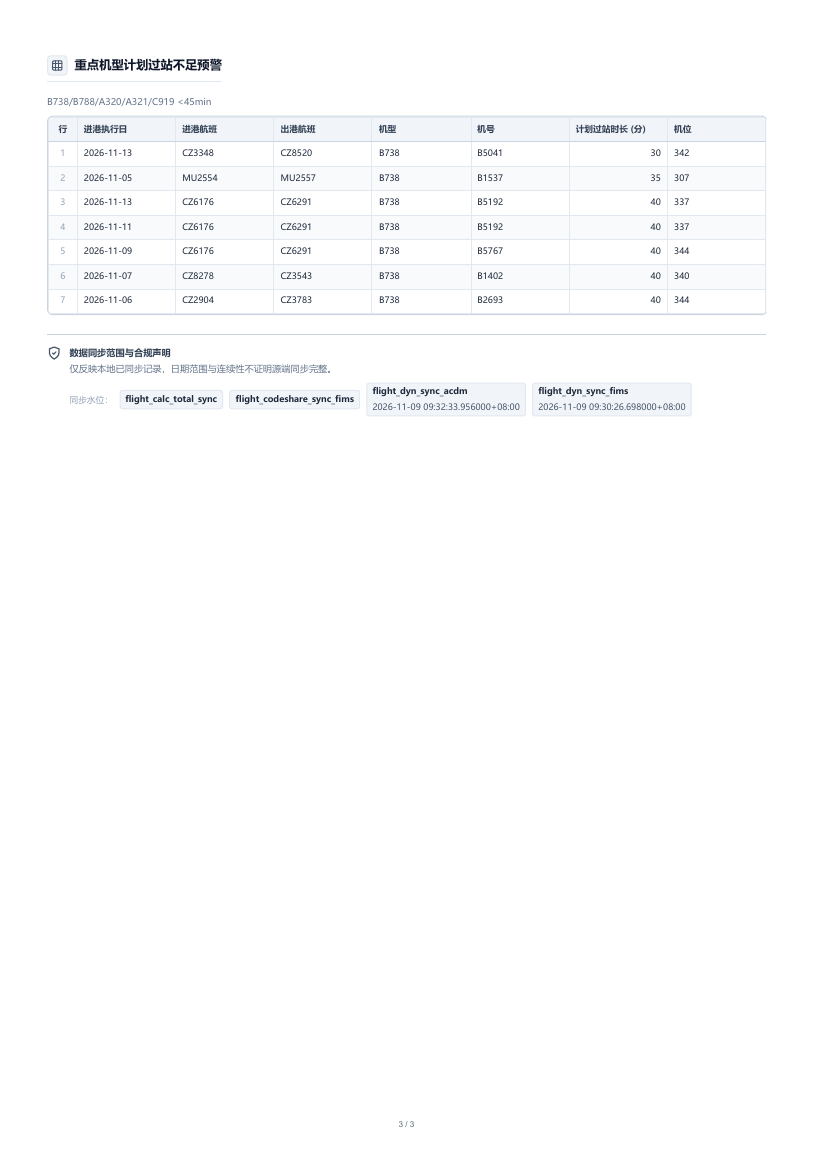 重点机型计划过站不足预警
B738/B788/A320/A321/C919 <45min
行 进港执行日 进港航班 出港航班 机型 机号 计划过站时长 (分) 机位
1 2026-11-13 CZ3348 CZ8520 B738 B5041 30 342
2 2026-11-05 MU2554 MU2557 B738 B1537 35 307
3 2026-11-13 CZ6176 CZ6291 B738 B5192 40 337
4 2026-11-11 CZ6176 CZ6291 B738 B5192 40 337
5 2026-11-09 CZ6176 CZ6291 B738 B5767 40 344
6 2026-11-07 CZ8278 CZ3543 B738 B1402 40 340
7 2026-11-06 CZ2904 CZ3783 B738 B2693 40 344
数据同步范围与合规声明
仅反映本地已同步记录，日期范围与连续性不证明源端同步完整。
同步水位： flight_calc_total_sync flight_codeshare_sync_fims flight_dyn_sync_acdm flight_dyn_sync_fims
2026-11-09 09:32:33.956000+08:00 2026-11-09 09:30:26.698000+08:00
3 / 3